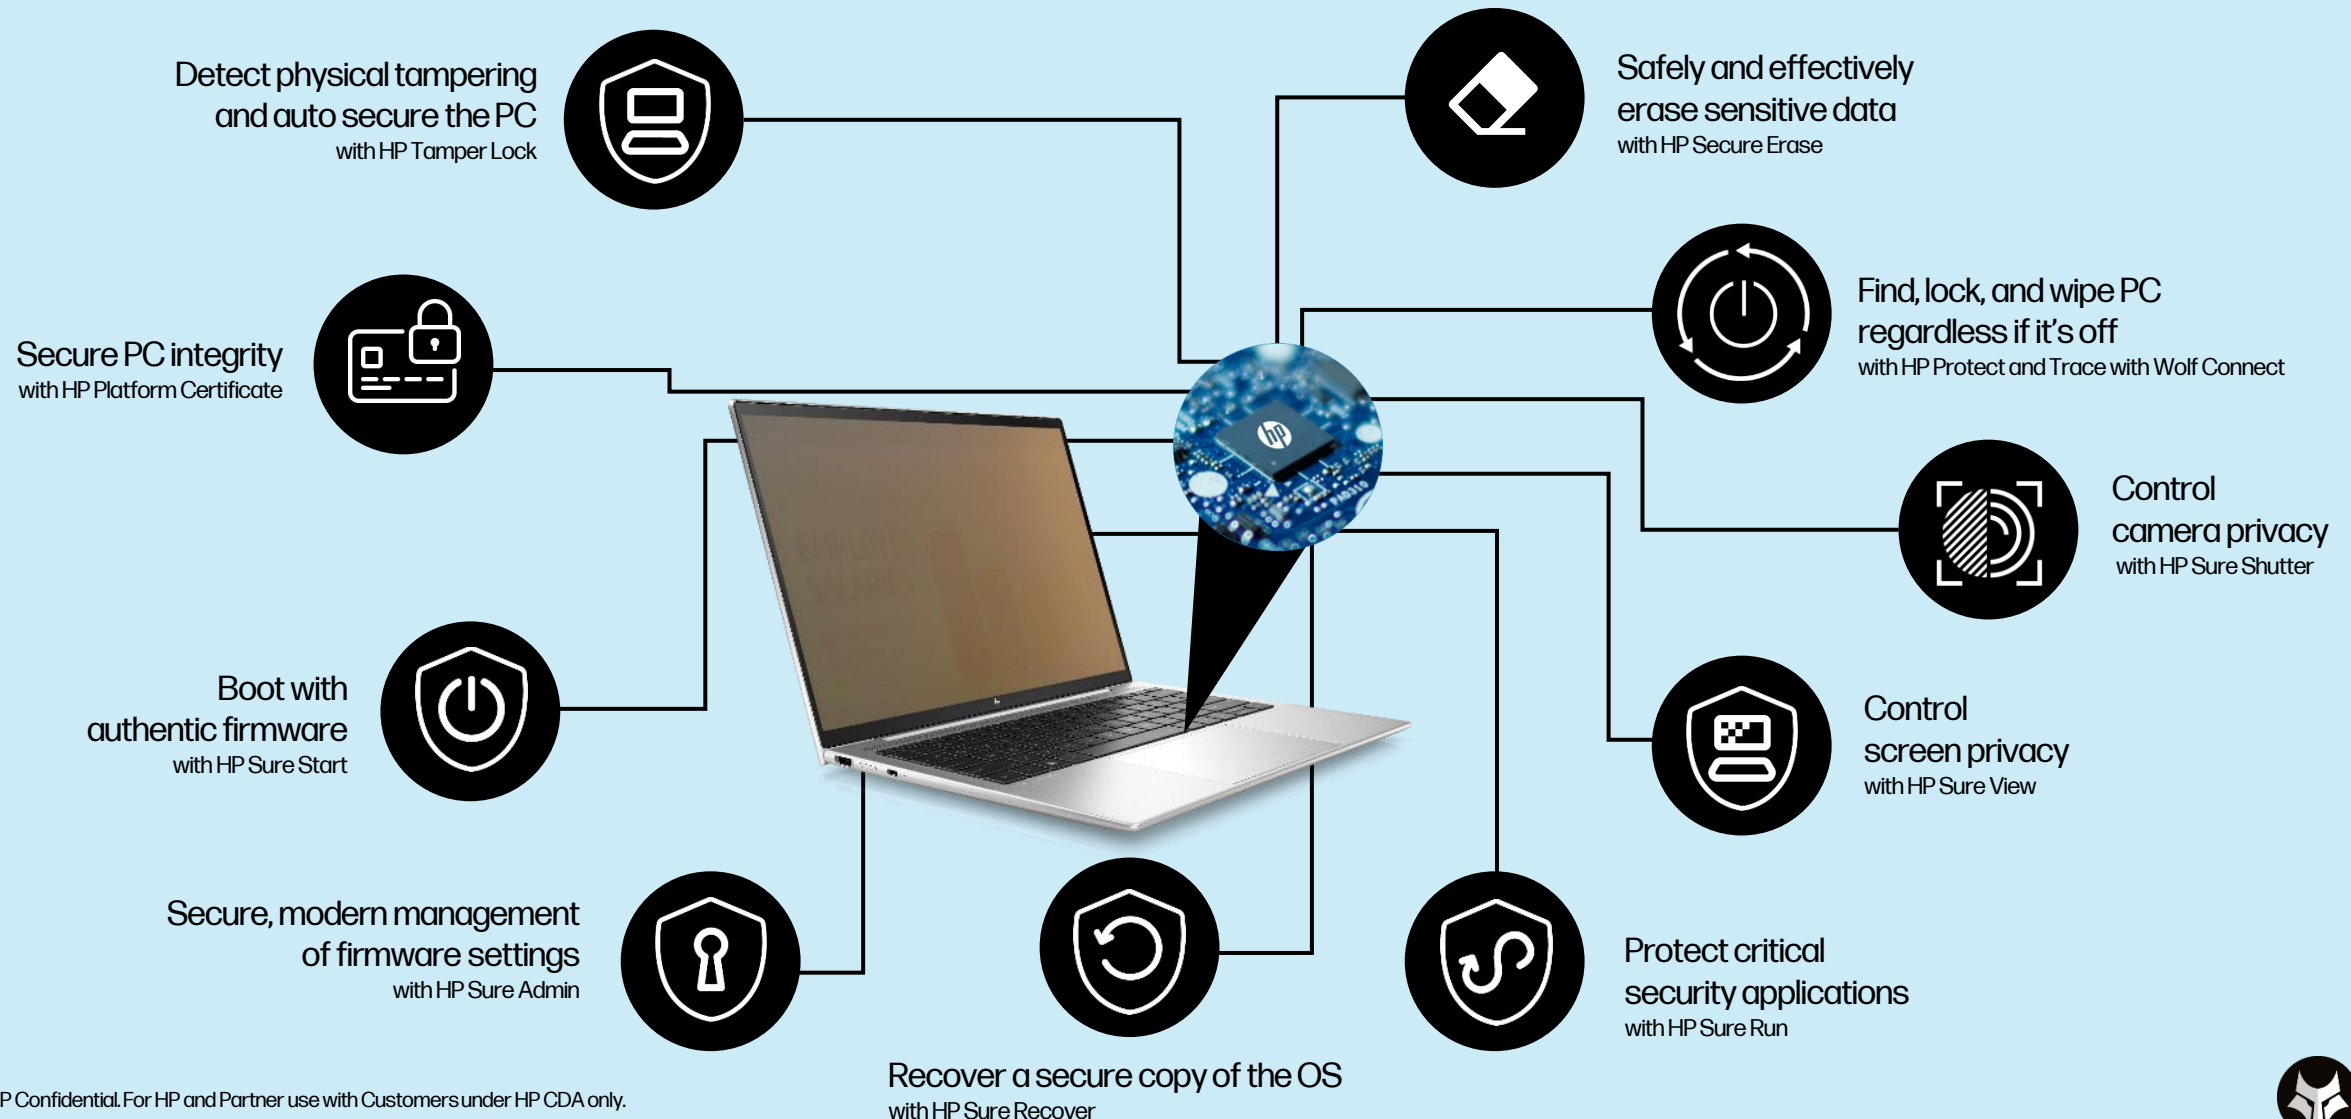 Detect physical tampering
and auto secure the PC
with HP Tamper Lock
Safely and effectively
erase sensitive data
with HP Secure Erase
Secure PC integrity
with HP Platform Certificate
Find, lock, and wipe PC
regardless if it's off
with HP Protect and Trace with Wolf Connect
hp
PAD310
EMPLOYEE
SALARIES
Control
camera privacy
with HP Sure Shutter
Boot with
authentic firmware
with HP Sure Start
Control
screen privacy
with HP Sure View
Secure, modern management
of firmware settings
with HP Sure Admin
Protect critical
security applications
with HP Sure Run
Recover a secure copy of the OS
with HP Sure Recover
P Confidential. For HP and Partner use with Customers under HP CDA only.